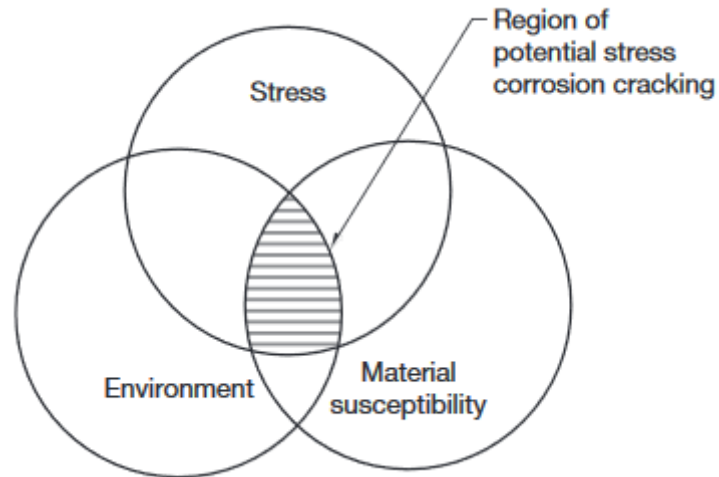 Region of
potential stress
corrosion cracking
Stress
Environment
Material
susceptibility